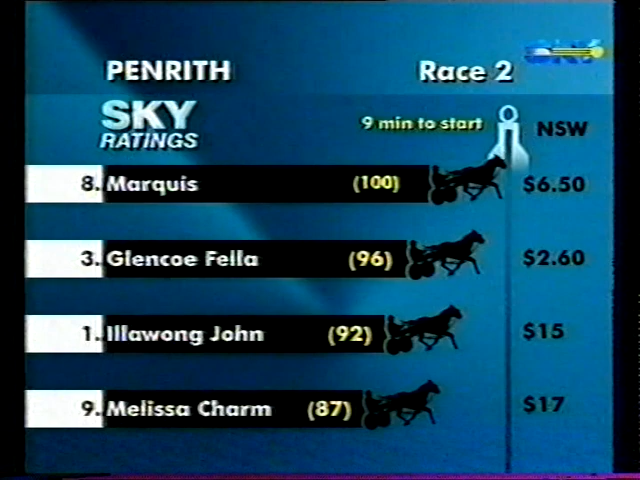 PENRITH Race 2 SKY
SKY RATINGS 9 min to start NSW
8. Marquis (100) $6.50
3. Glencoe Fella (96) $2.60
1. Illawong John (92) $15
9. Melissa Charm (87) $17